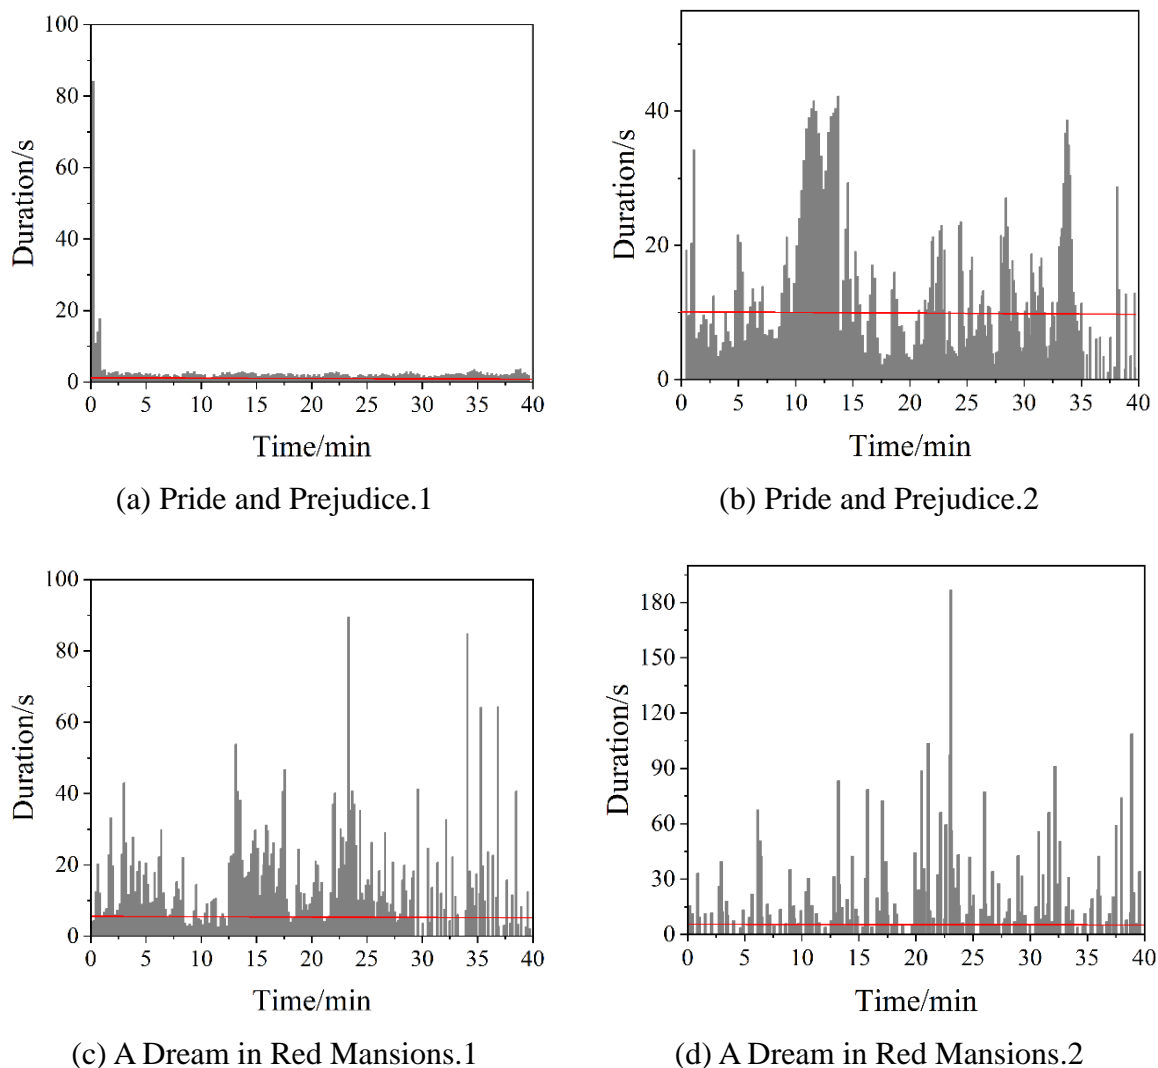 100
80
60
40
20
0
Duration/s
0 5 10 15 20 25 30 35 40
Time/min
(a) Pride and Prejudice.1
40
20
0
Duration/s
0 5 10 15 20 25 30 35 40
Time/min
(b) Pride and Prejudice.2
100
80
60
40
20
0
Duration/s
0 5 10 15 20 25 30 35 40
Time/min
(c) A Dream in Red Mansions.1
180
150
120
90
60
30
0
Duration/s
0 5 10 15 20 25 30 35 40
Time/min
(d) A Dream in Red Mansions.2